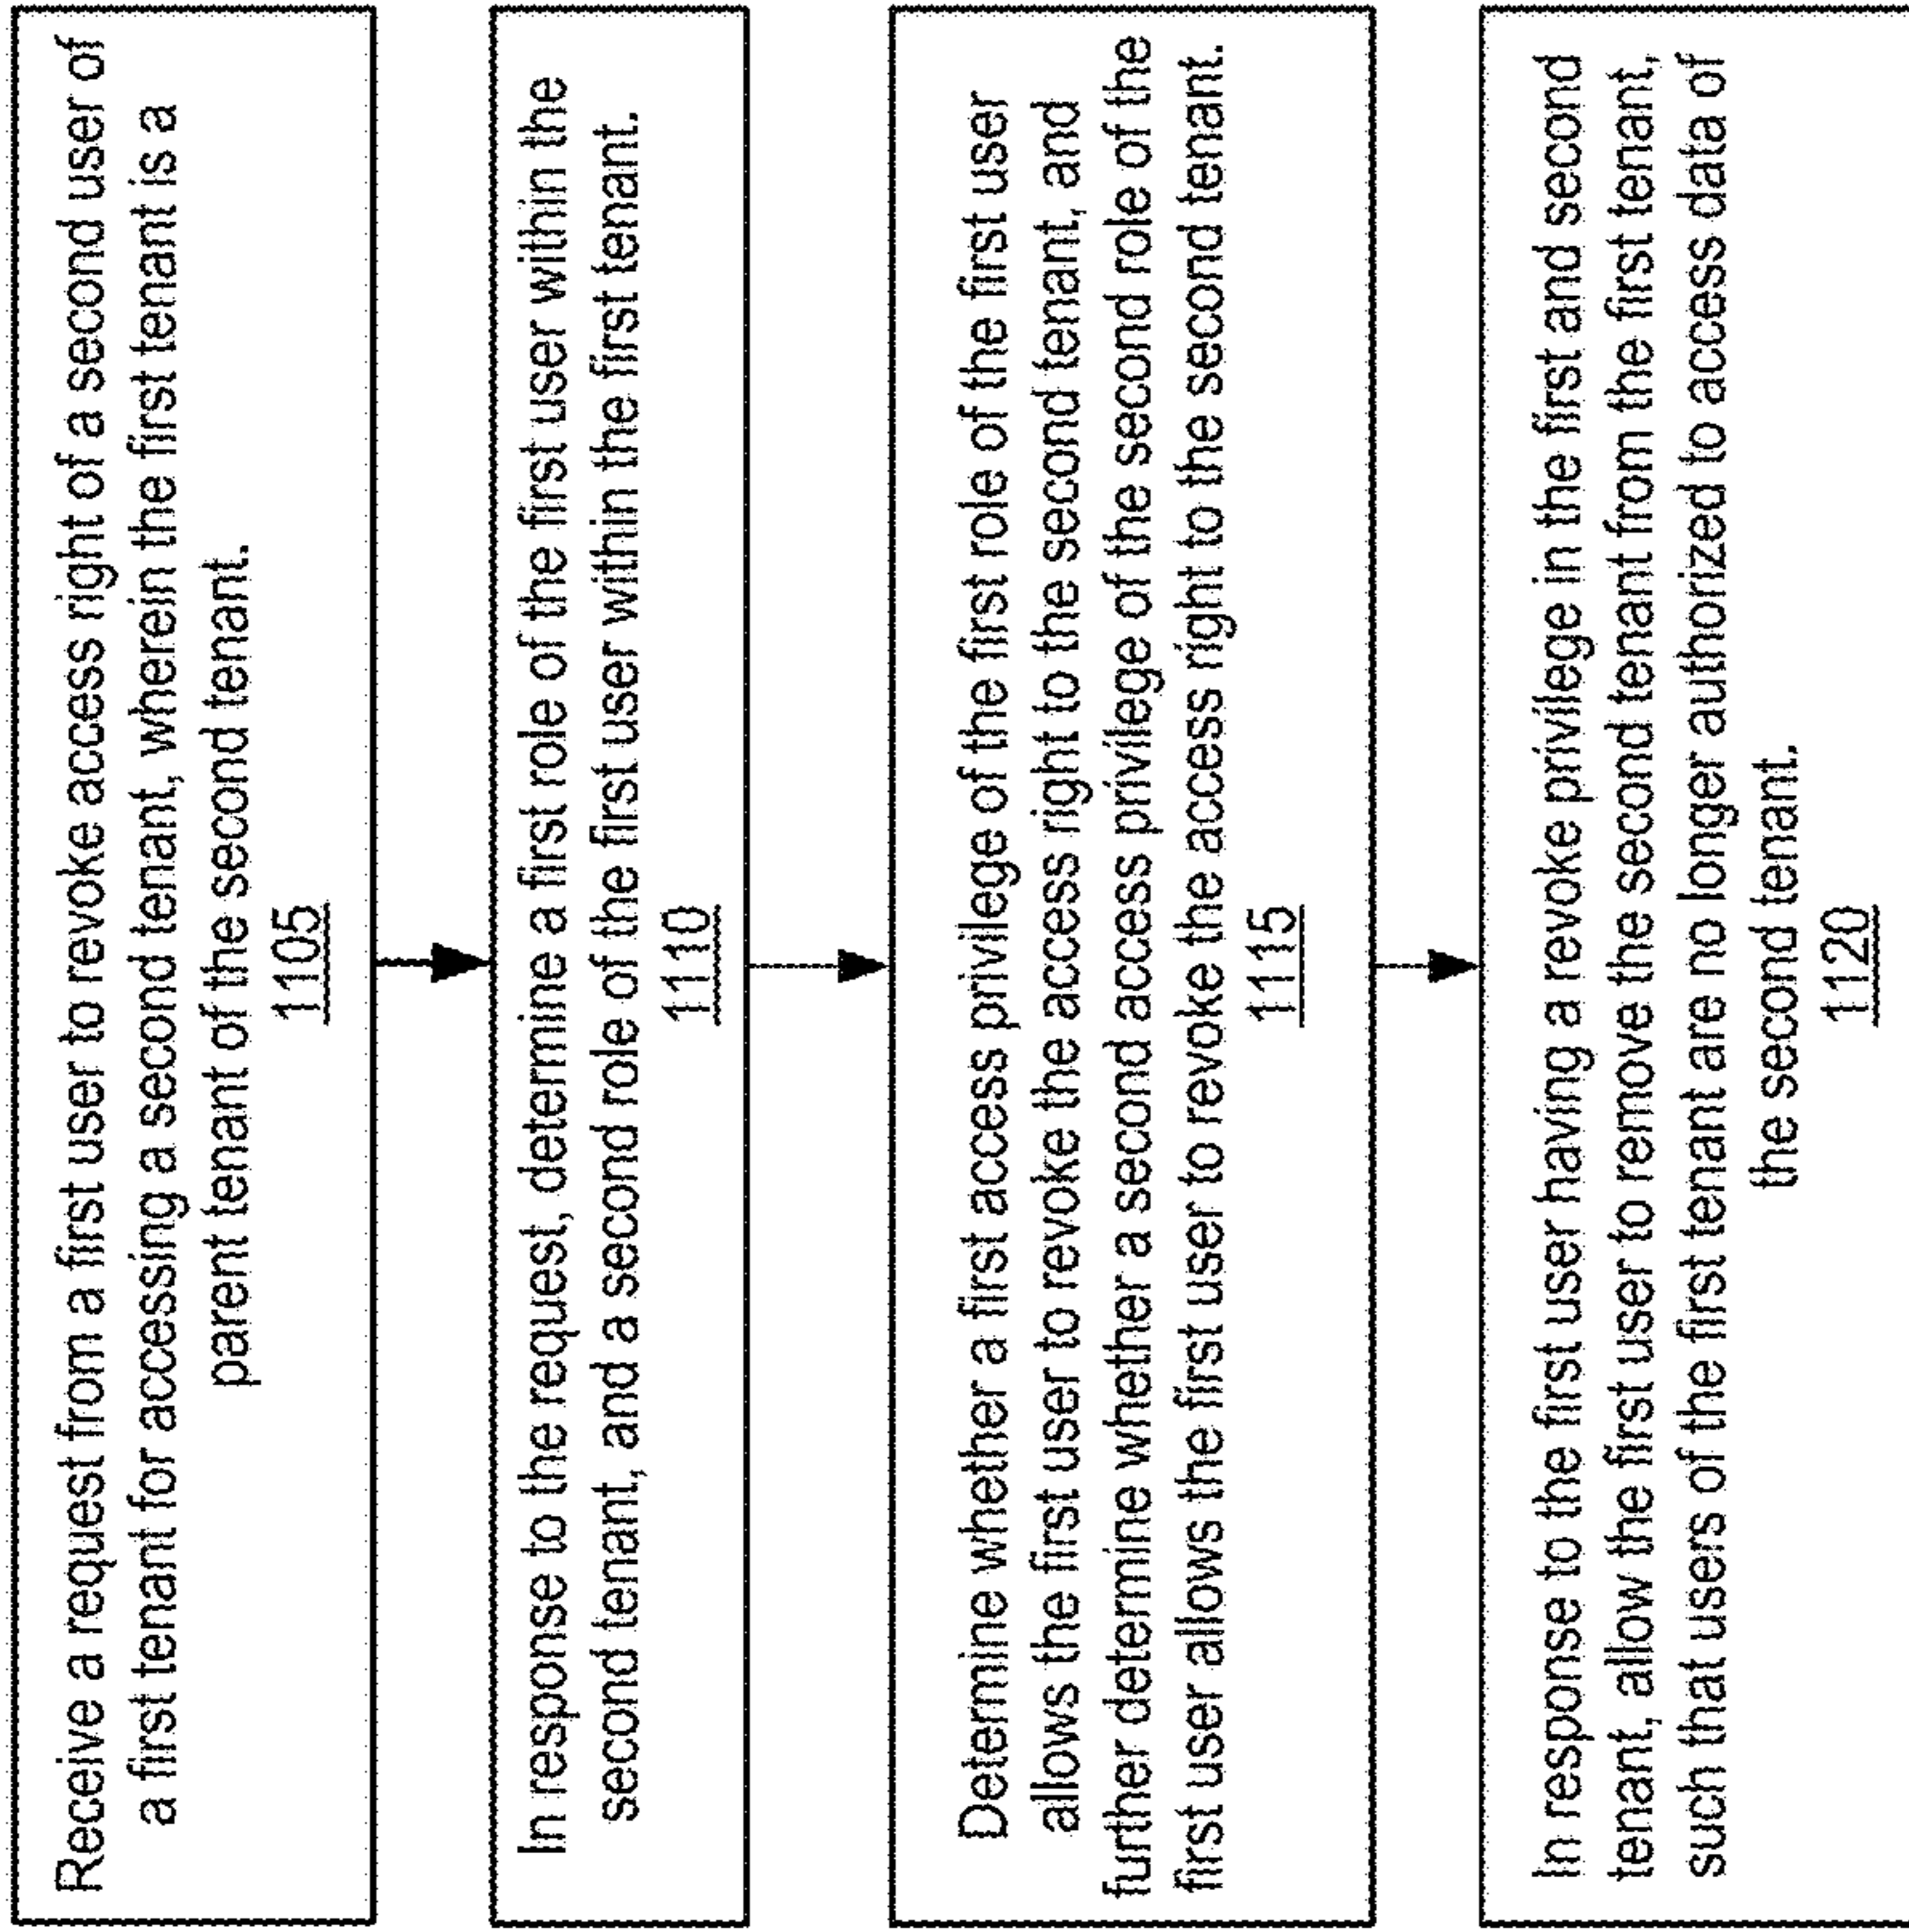 Receive a request from a first user to revoke access right of a second user of
a first tenant for accessing a second tenant, wherein the first tenant is a
parent tenant of the second tenant.
1105
In response to the request, determine a first role of the first user within the
second tenant, and a second role of the first user within the first tenant.
1110
Determine whether a first access privilege of the first role of the first user
allows the first user to revoke the access right to the second tenant, and
further determine whether a second access privilege of the second role of the
first user allows the first user to revoke the access right to the second tenant.
1115
In response to the first user having a revoke privilege in the first and second
tenant, allow the first user to remove the second tenant from the first tenant,
such that users of the first tenant are no longer authorized to access data of
the second tenant.
1120